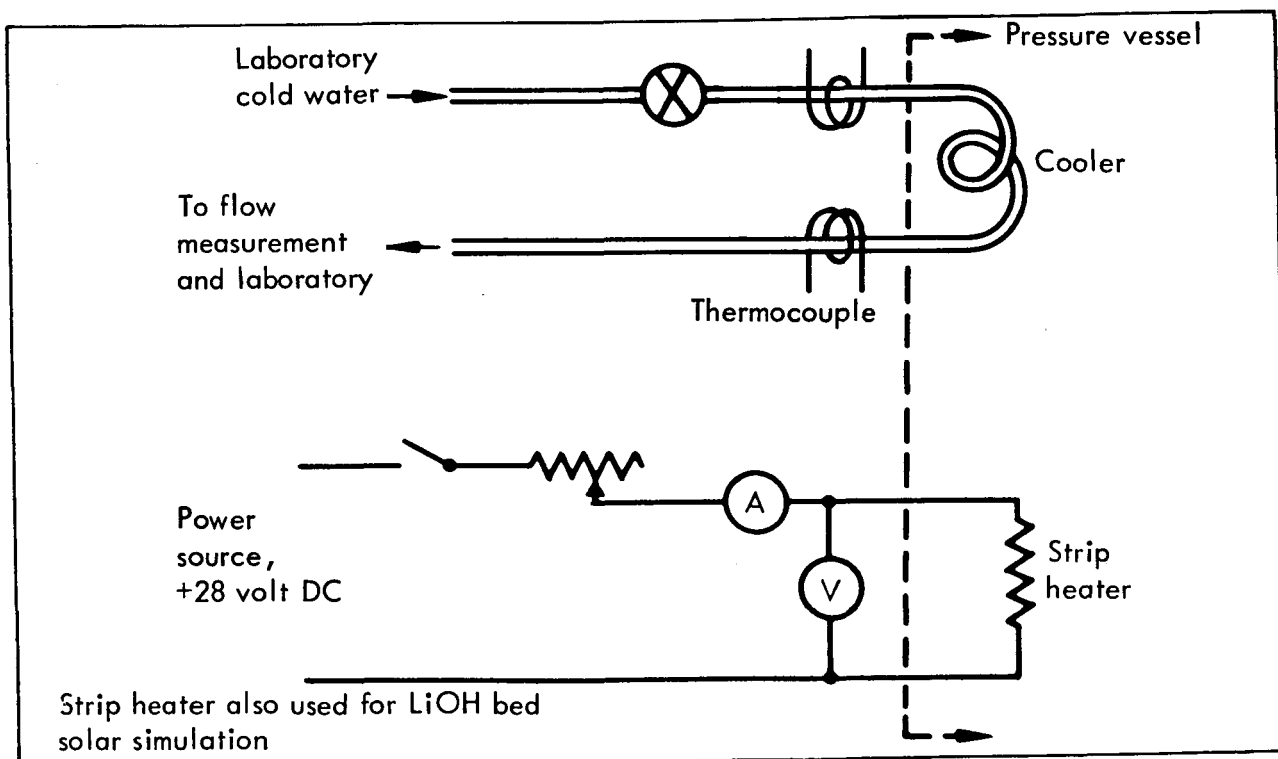 Laboratory
cold water
Pressure vessel
Cooler
To flow
measurement
and laboratory
Thermocouple
A
Power
source,
+28 volt DC
V
Strip
heater
Strip heater also used for LiOH bed
solar simulation